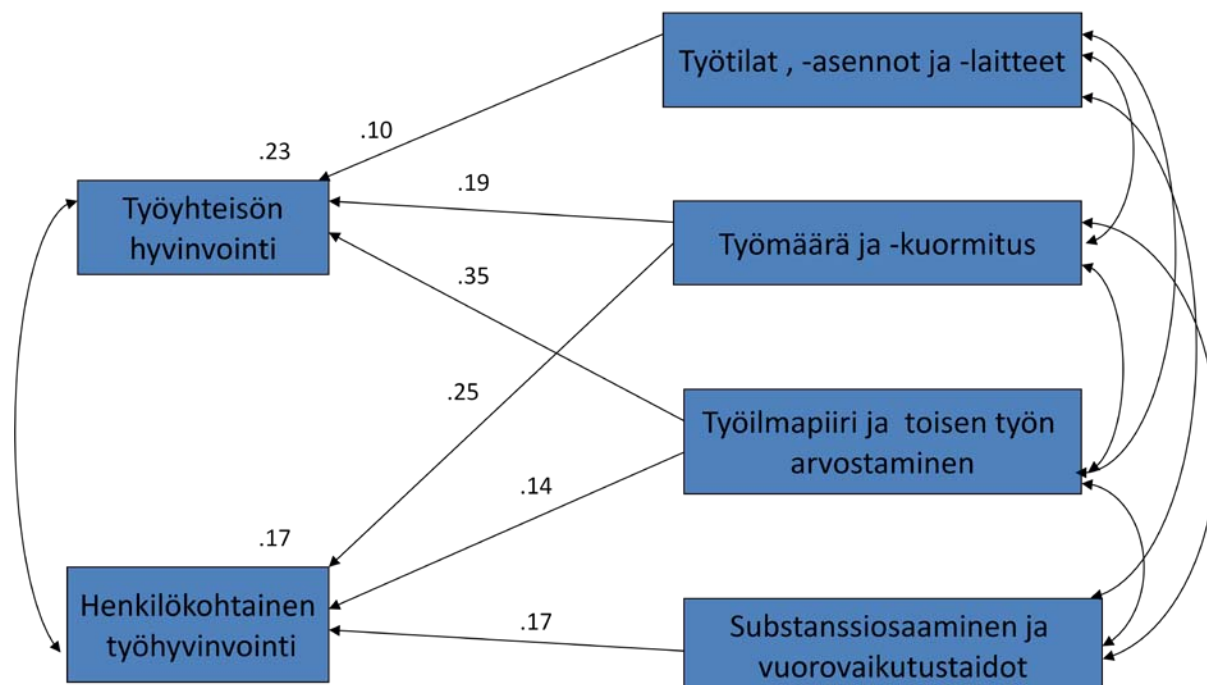 Työtilat , -asennot ja -laitteet
.10
.23
Työyhteisön
hyvinvointi
.19
Työmäärä ja -kuormitus
.35
.25
Työilmapiiri ja toisen työn
arvostaminen
.14
.17
Henkilökohtainen
työhyvinvointi
.17
Substanssiosaaminen ja
vuorovaikutustaidot